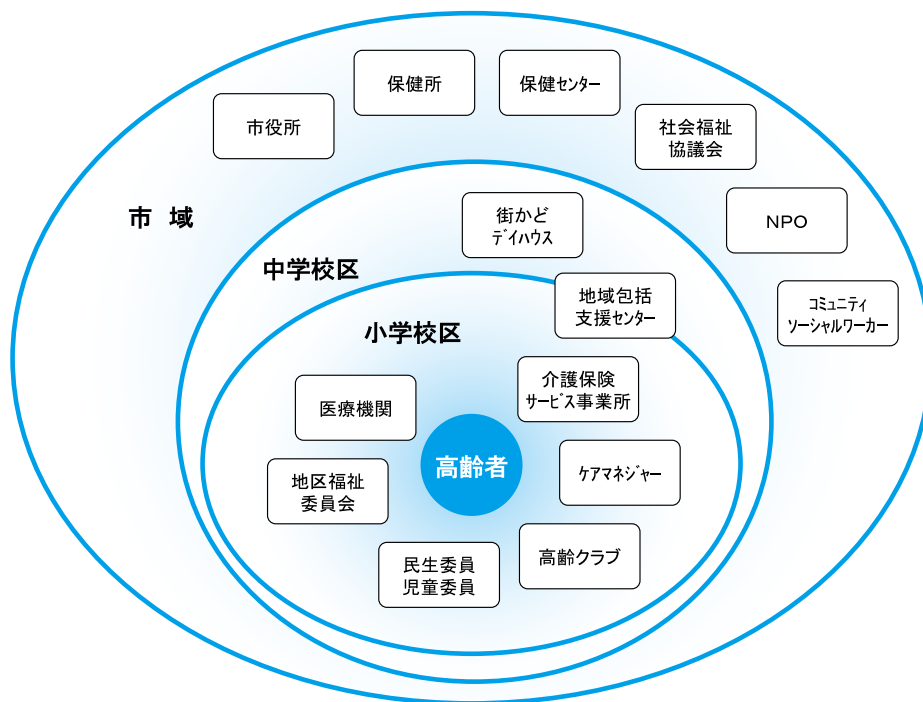 保健所
保健センター
市役所
社会福祉
協議会
市 域
街かど
デイハウス
NPO
中学校区
地域包括
支援センター
コミュニティ
ソーシャルワーカー
小学校区
医療機関
介護保険
サービス事業所
高齢者
地区福祉
委員会
ケアマネジャー
民生委員
児童委員
高齢クラブ